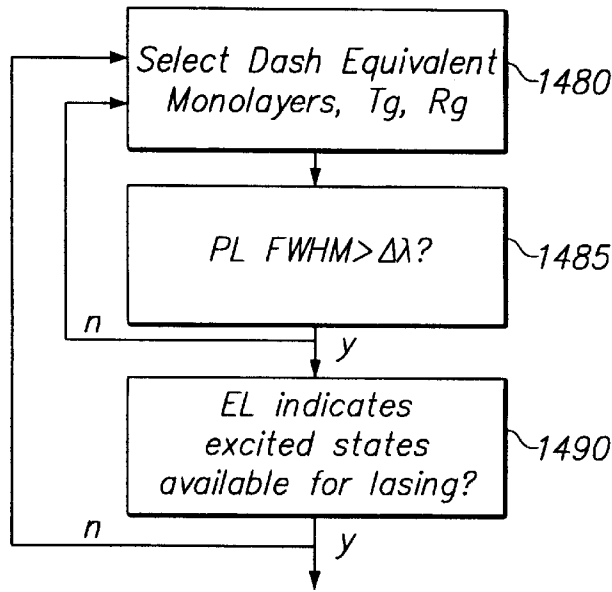 Select Dash Equivalent
Monolayers, Tg, Rg
1480
PL FWHM>Δλ?
1485
n
y
EL indicates
excited states
available for lasing?
1490
n
y